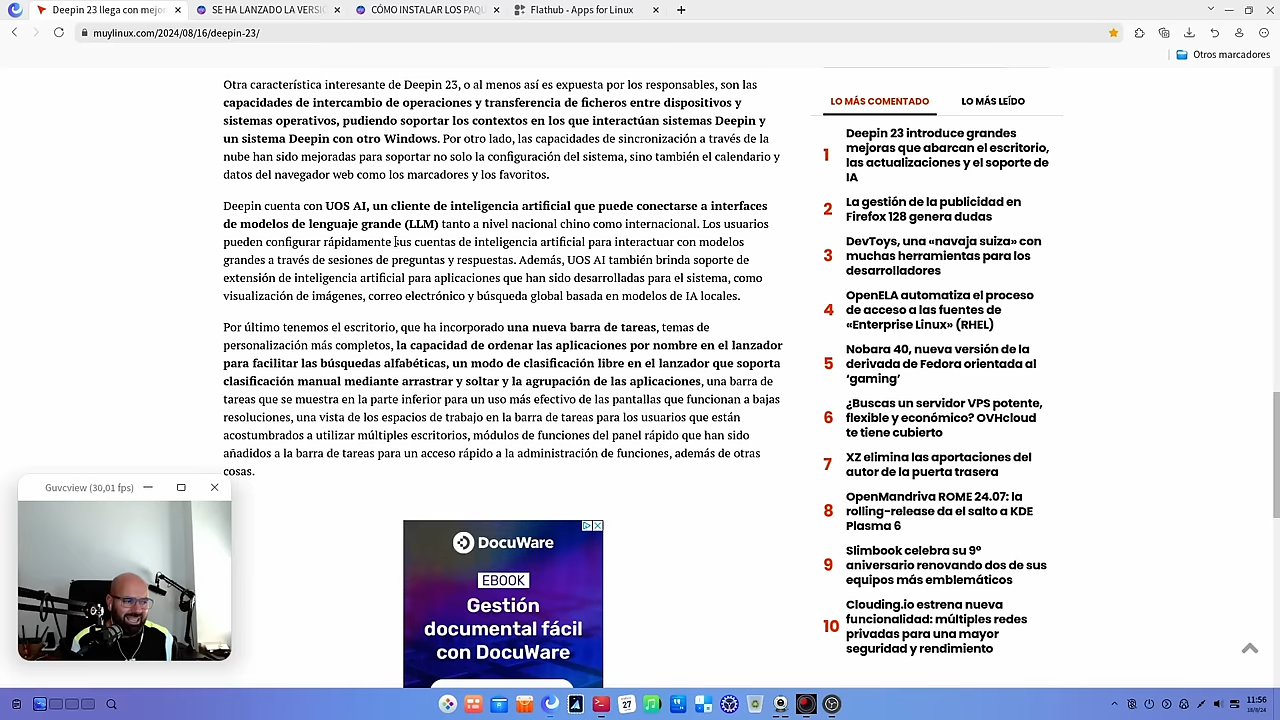 Deepin 23 llega con mejo
SE HA LANZADO LA VERSIÓ
CÓMO INSTALAR LOS PAQ
Flathub - Apps for Linux
muylinux.com/2024/08/16/deepin-23/
Otros marcadores
Otra característica interesante de Deepin 23, o al menos así es expuesta por los responsables, son las
capacidades de intercambio de operaciones y transferencia de ficheros entre dispositivos y
sistemas operativos, pudiendo soportar los contextos en los que interactúan sistemas Deepin y
un sistema Deepin con otro Windows. Por otro lado, las capacidades de sincronización a través de la
nube han sido mejoradas para soportar no solo la configuración del sistema, sino también el calendario y
datos del navegador web como los marcadores y los favoritos.
Deepin cuenta con UOS AI, un cliente de inteligencia artificial que puede conectarse a interfaces
de modelos de lenguaje grande (LLM) tanto a nivel nacional chino como internacional. Los usuarios
pueden configurar rápidamente sus cuentas de inteligencia artificial para interactuar con modelos
grandes a través de sesiones de preguntas y respuestas. Además, UOS AI también brinda soporte de
extensión de inteligencia artificial para aplicaciones que han sido desarrolladas para el sistema, como
visualización de imágenes, correo electrónico y búsqueda global basada en modelos de IA locales.
Por último tenemos el escritorio, que ha incorporado una nueva barra de tareas, temas de
personalización más completos, la capacidad de ordenar las aplicaciones por nombre en el lanzador
para facilitar las búsquedas alfabéticas, un modo de clasificación libre en el lanzador que soporta
clasificación manual mediante arrastrar y soltar y la agrupación de las aplicaciones, una barra de
tareas que se muestra en la parte inferior para un uso más efectivo de las pantallas que funcionan a bajas
resoluciones, una vista de los espacios de trabajo en la barra de tareas para los usuarios que están
acostumbrados a utilizar múltiples escritorios, módulos de funciones del panel rápido que han sido
añadidos a la barra de tareas para un acceso rápido a la administración de funciones, además de otras
cosas.
LO MÁS COMENTADO
LO MÁS LEÍDO
1
Deepin 23 introduce grandes
mejoras que abarcan el escritorio,
las actualizaciones y el soporte de
IA
2
La gestión de la publicidad en
Firefox 128 genera dudas
3
DevToys, una «navaja suiza» con
muchas herramientas para los
desarrolladores
4
OpenELA automatiza el proceso
de acceso a las fuentes de
«Enterprise Linux» (RHEL)
5
Nobara 40, nueva versión de la
derivada de Fedora orientada al
‘gaming’
6
¿Buscas un servidor VPS potente,
flexible y económico? OVHcloud
te tiene cubierto
7
XZ elimina las aportaciones del
autor de la puerta trasera
8
OpenMandriva ROME 24.07: la
rolling-release da el salto a KDE
Plasma 6
9
Slimbook celebra su 9º
aniversario renovando dos de sus
equipos más emblemáticos
10
Clouding.io estrena nueva
funcionalidad: múltiples redes
privadas para una mayor
seguridad y rendimiento
Guvcview (30,01 fps)
DocuWare
EBOOK
Gestión
documental fácil
con DocuWare
27
11:56
18/8/24